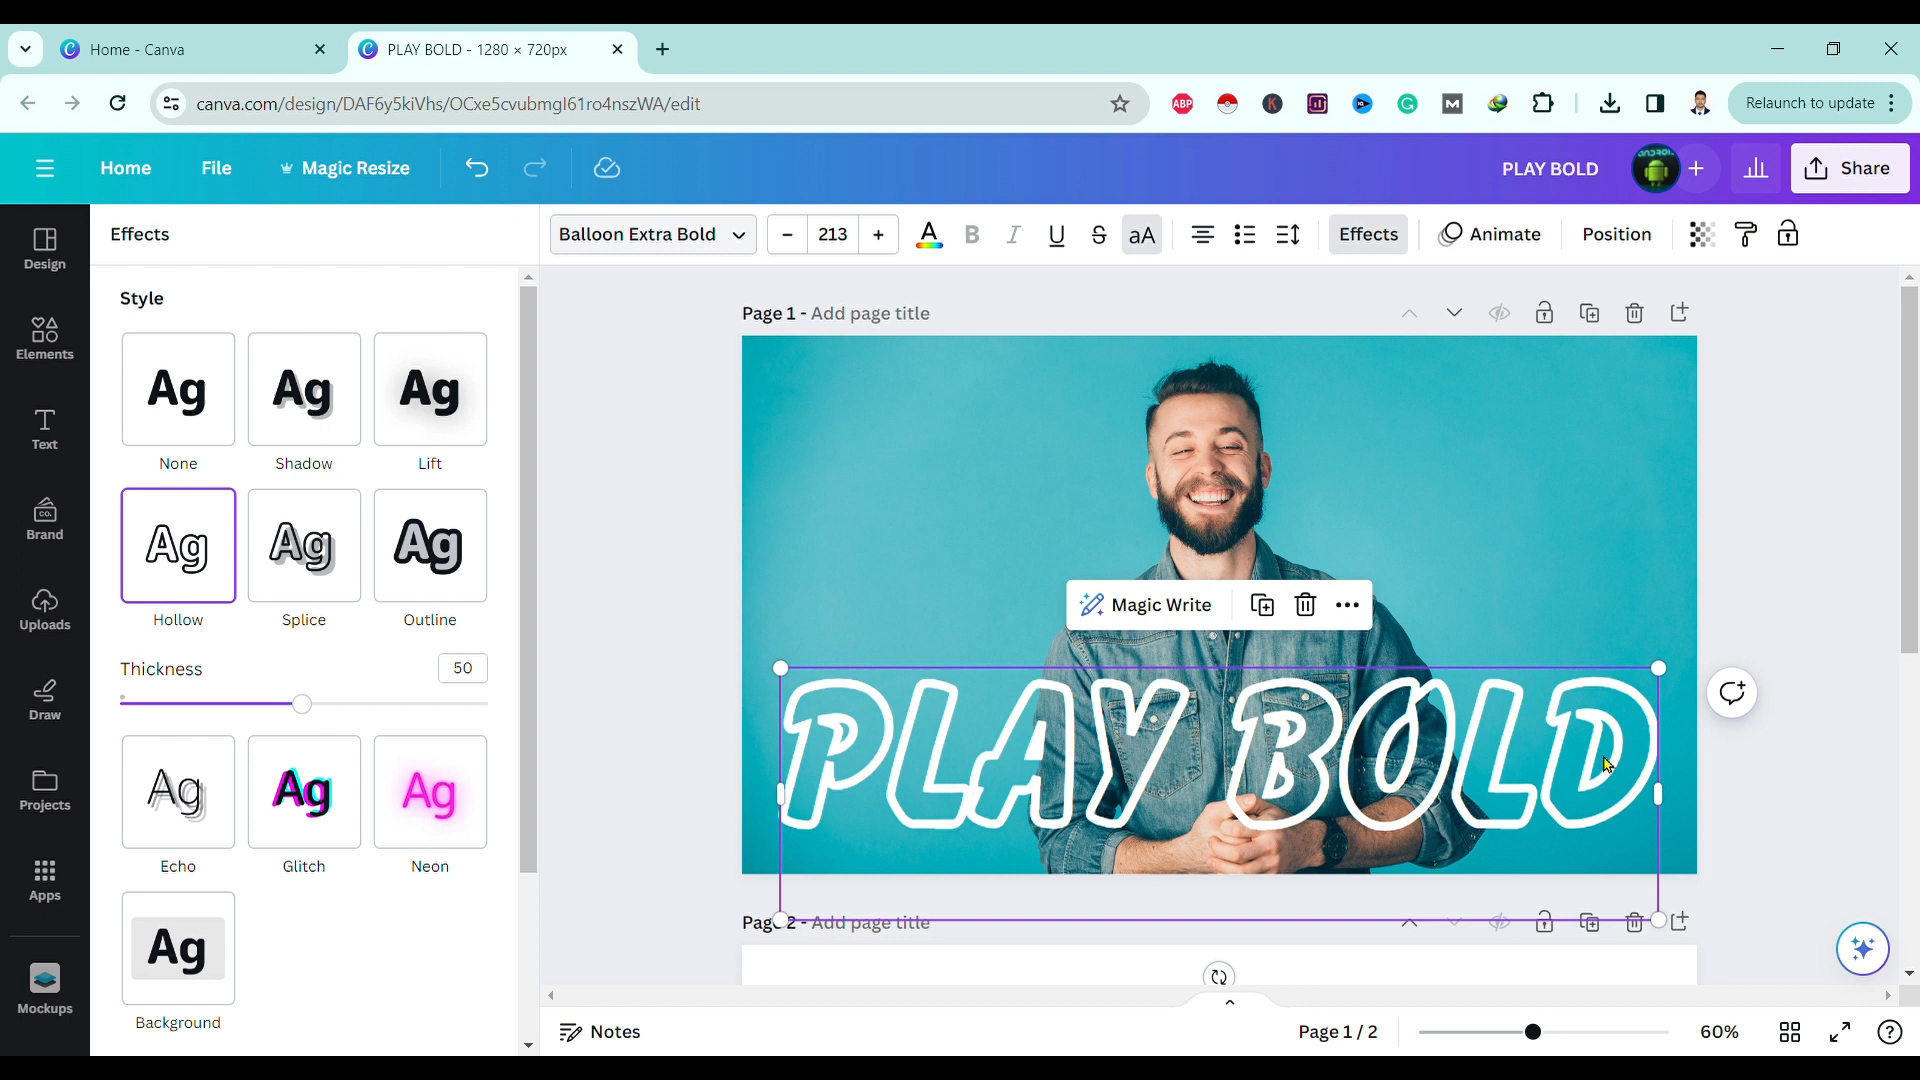 Home - Canva
PLAY BOLD - 1280 × 720px
canva.com/design/DAF6y5kiVhs/OCxe5cvubmgl61ro4nszWA/edit
ABP
K
G
M
Relaunch to update
Home
File
Magic Resize
PLAY BOLD
Share
Design
Elements
Text
Brand
Uploads
Draw
Projects
Apps
Mockups
Effects
Balloon Extra Bold
- 213 +
A
B
I
U
S
aA
Effects
Animate
Position
Style
Ag
Ag
Ag
None
Shadow
Lift
Ag
Ag
Ag
Hollow
Splice
Outline
Thickness
50
Ag
Ag
Ag
Echo
Glitch
Neon
Ag
Background
Page 1 - Add page title
Magic Write
PLAY BOLD
Page 2 - Add page title
Notes
Page 1 / 2
60%